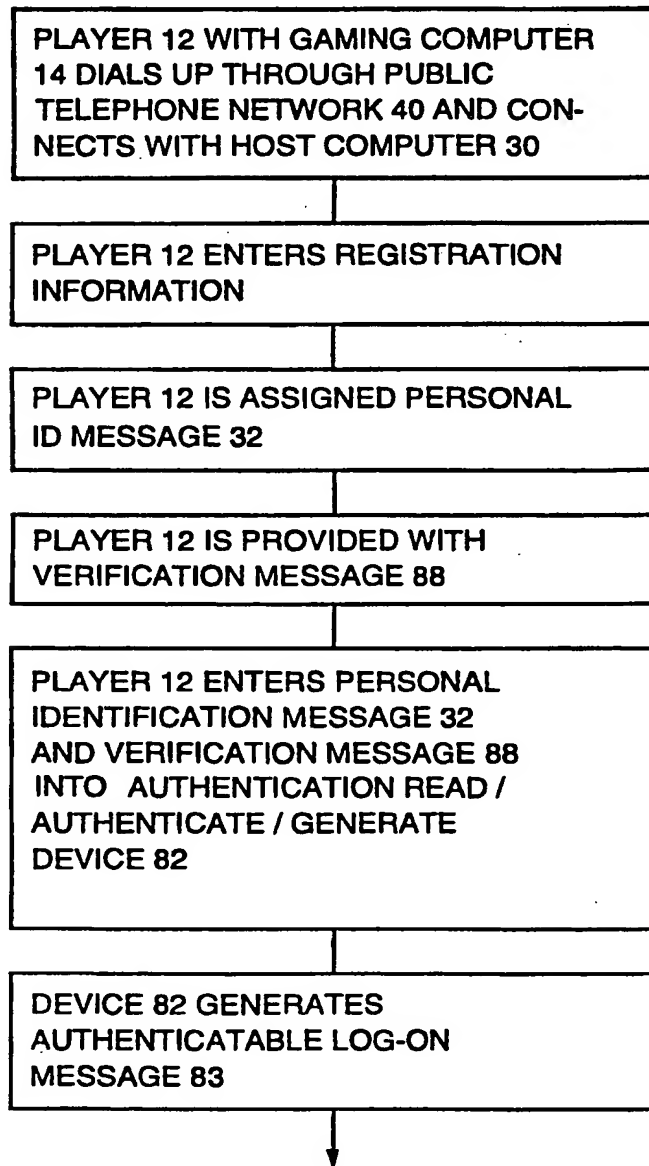 PLAYER 12 WITH GAMING COMPUTER
14 DIALS UP THROUGH PUBLIC
TELEPHONE NETWORK 40 AND CON-
NECTS WITH HOST COMPUTER 30
PLAYER 12 ENTERS REGISTRATION
INFORMATION
PLAYER 12 IS ASSIGNED PERSONAL
ID MESSAGE 32
PLAYER 12 IS PROVIDED WITH
VERIFICATION MESSAGE 88
PLAYER 12 ENTERS PERSONAL
IDENTIFICATION MESSAGE 32
AND VERIFICATION MESSAGE 88
INTO AUTHENTICATION READ /
AUTHENTICATE / GENERATE
DEVICE 82
DEVICE 82 GENERATES
AUTHENTICATABLE LOG-ON
MESSAGE 83